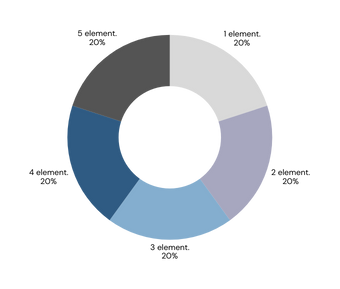 5 element.
20%
1 element.
20%
4 element.
20%
2 element.
20%
3 element.
20%